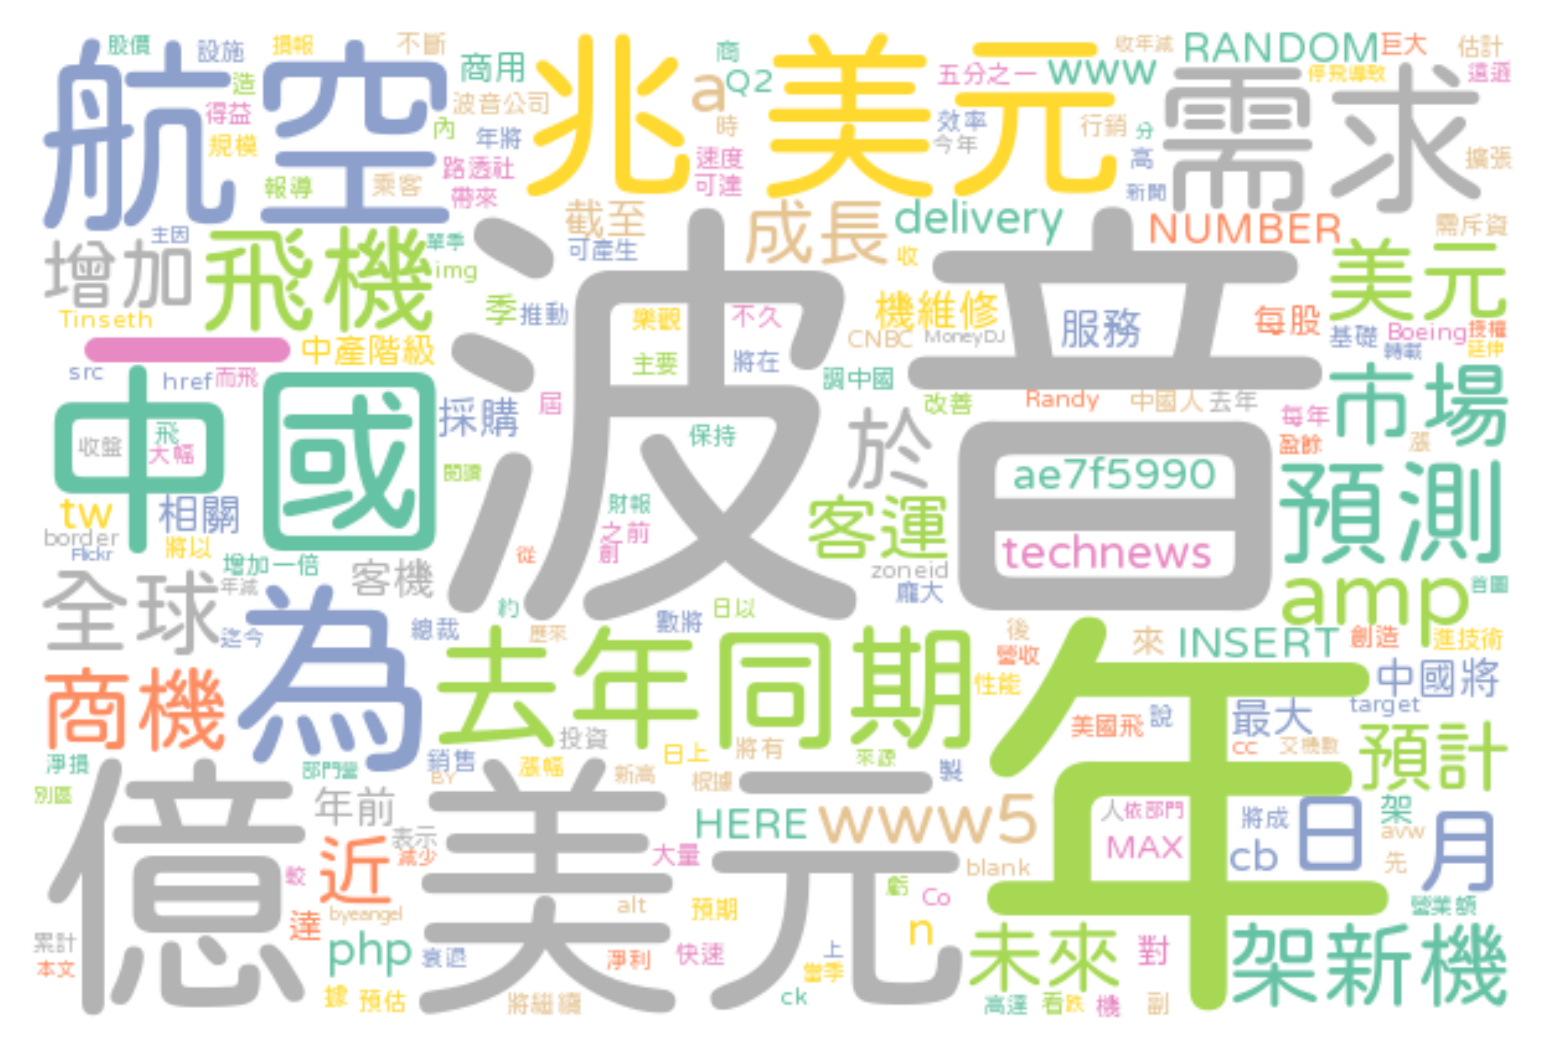 股價 設施 損報 不斷 商用 商 收年減 RANDOM 巨大 估計
航空 兆美元 需求
造 波音公司 a Q2 五分之一 www 停飛導致 遠遜
得益 規模 內 年將 時 效率 今年 行銷 分 擴張
報導 乘客 路透社 帶來 速度 可達 高 新聞
主因 單季 截至 成長 delivery NUMBER 需斥資
增加 飛機 可產生 收 美元
img 波音
Tinseth 季 推動 樂觀 不久 機維修 服務 每股
一 中產階級 CNBC MoneyDJ 基礎 Boeing 授權
轉載 延伸
src href 而飛 主要 將在 調中國 市場
中國 採購 屆 改善 Randy 中國人 去年 每年
收盤 飛 大幅 保持 於 盈餘 漲
閱讀 ae7f5990 預測
tw 相關 財報 客運
border 將以 之前 technews
Flickr 增加一倍 從 創 zoneid
全球 年減 客機 龐大 amp 首圖
迄今 為 總裁 約 歷來 數將 日以 後 來 INSERT 創造 進技術
商機 去年同期 營收 年 中國將
性能 美國飛 說 最大 target
淨損 部門營 銷售 投資 日上 將有 來源 cc 交機數 預計
別區 BY 漲幅 新高 根據 製
億美元
年前 表示 HERE www5 人 依部門 將成 日 架 月
較 近 減少 大量 MAX cb avw
先
byeangel alt 預期 虧 Co blank 營業額
達 php 衰退 淨利 快速 上 n 未來 對 架新機
累計 當季
本文 據 預估 將繼續 ck 高達 看跌 機 副